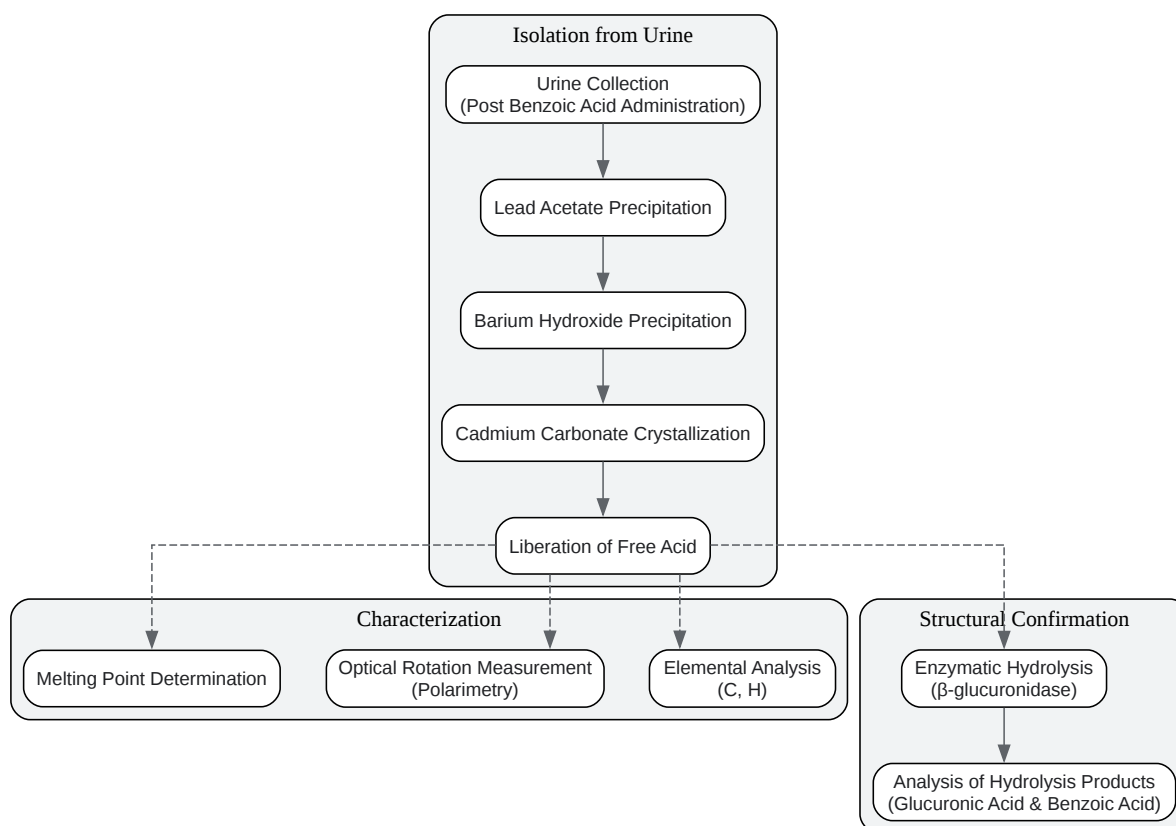 Isolation from Urine
Urine Collection
(Post Benzoic Acid Administration)
Lead Acetate Precipitation
Barium Hydroxide Precipitation
Cadmium Carbonate Crystallization
Liberation of Free Acid
Characterization
Melting Point Determination
Optical Rotation Measurement
(Polarimetry)
Elemental Analysis
(C, H)
Structural Confirmation
Enzymatic Hydrolysis
(β-glucuronidase)
Analysis of Hydrolysis Products
(Glucuronic Acid & Benzoic Acid)